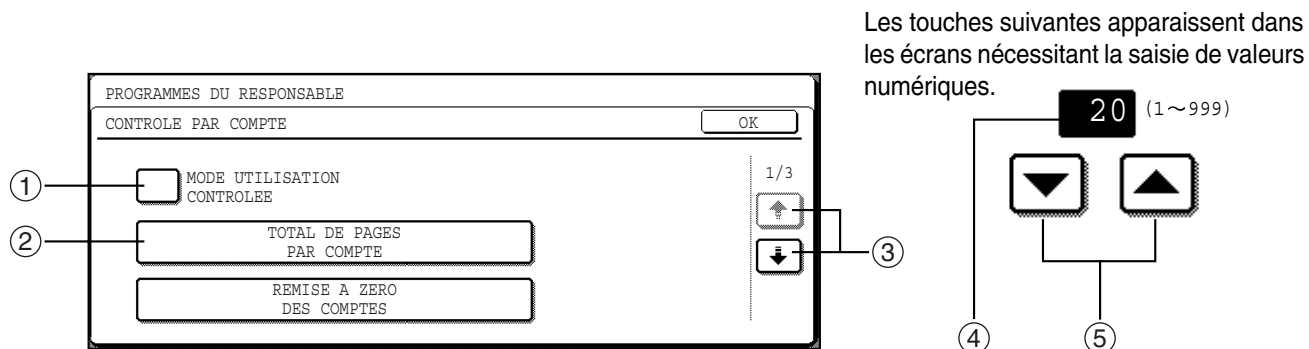 Les touches suivantes apparaissent dans
les écrans nécessitant la saisie de valeurs
numériques.
PROGRAMMES DU RESPONSABLE
CONTROLE PAR COMPTE
OK
① MODE UTILISATION
CONTROLEE
1/3
② TOTAL DE PAGES
PAR COMPTE
③
REMISE A ZERO
DES COMPTES
20 (1～999)
④ ⑤